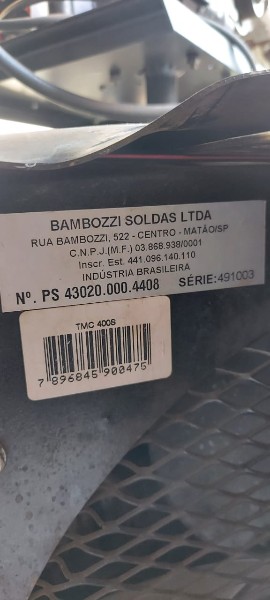 BAMBOZZI SOLDAS LTDA
RUA BAMBOZZI, 522 - CENTRO - MATÃO/SP
C.N.P.J.(M.F.) 03.868.938/0001
Inscr. Est. 441.096.140.110
INDÚSTRIA BRASILEIRA
Nº. PS 43020.000.4408 SÉRIE: 491003
TMC 400S
7 896845 900475